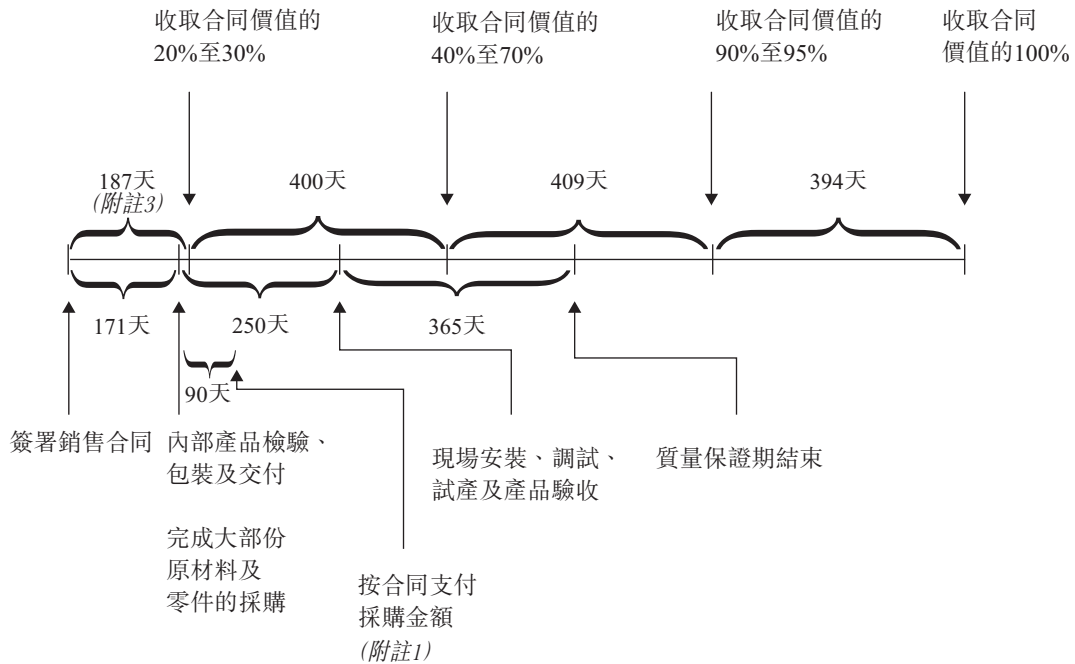 收取合同價值的
20%至30%
收取合同價值的
40%至70%
收取合同價值的
90%至95%
收取合同
價值的100%
187天
(附註3)
400天
409天
394天
171天
250天
365天
90天
簽署銷售合同
內部產品檢驗、
包裝及交付
完成大部份
原材料及
零件的採購
按合同支付
採購金額
(附註1)
現場安裝、調試、
試產及產品驗收
質量保證期結束